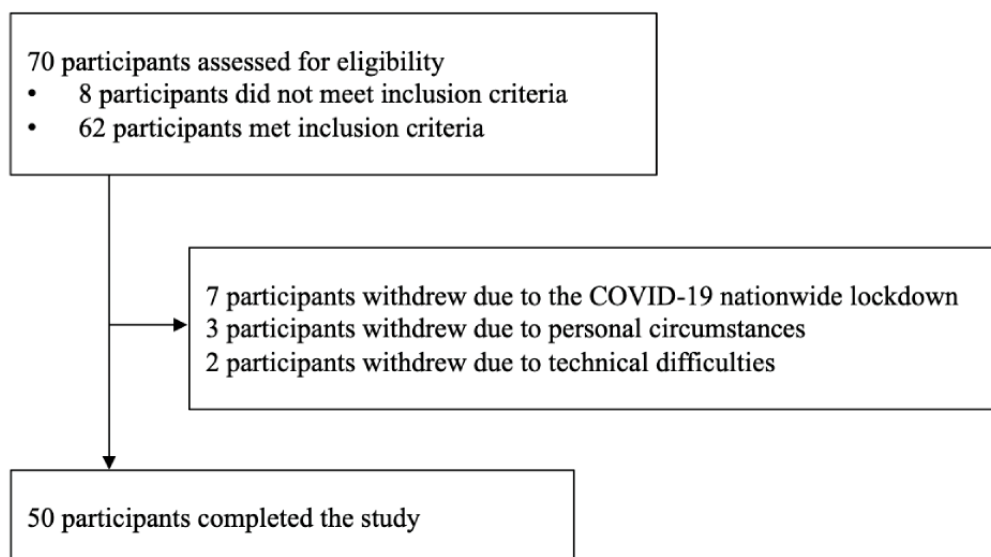 70 participants assessed for eligibility
• 8 participants did not meet inclusion criteria
• 62 participants met inclusion criteria
7 participants withdrew due to the COVID-19 nationwide lockdown
3 participants withdrew due to personal circumstances
2 participants withdrew due to technical difficulties
50 participants completed the study